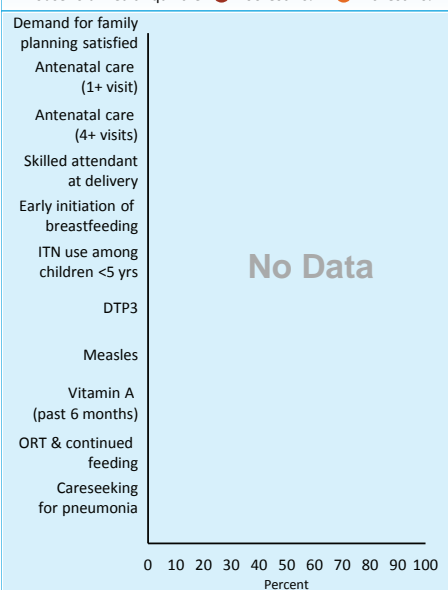 Demand for family
planning satisfied
Antenatal care
(1+ visit)
Antenatal care
(4+ visits)
Skilled attendant
at delivery
Early initiation of
breastfeeding
ITN use among
children <5 yrs
No Data
DTP3
Measles
Vitamin A
(past 6 months)
ORT & continued
feeding
Careseeking
for pneumonia
0 10 20 30 40 50 60 70 80 90 100
Percent